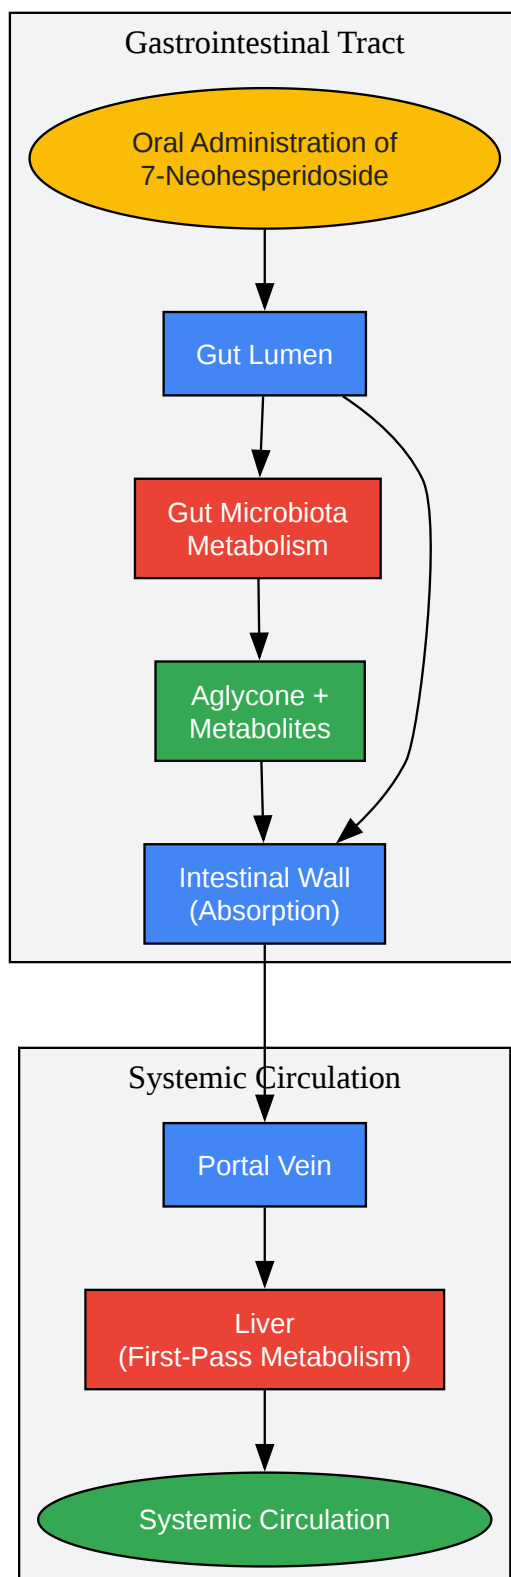 Gastrointestinal Tract
Oral Administration of
7-Neohesperidoside
Gut Lumen
Gut Microbiota
Metabolism
Aglycone +
Metabolites
Intestinal Wall
(Absorption)
Systemic Circulation
Portal Vein
Liver
(First-Pass Metabolism)
Systemic Circulation